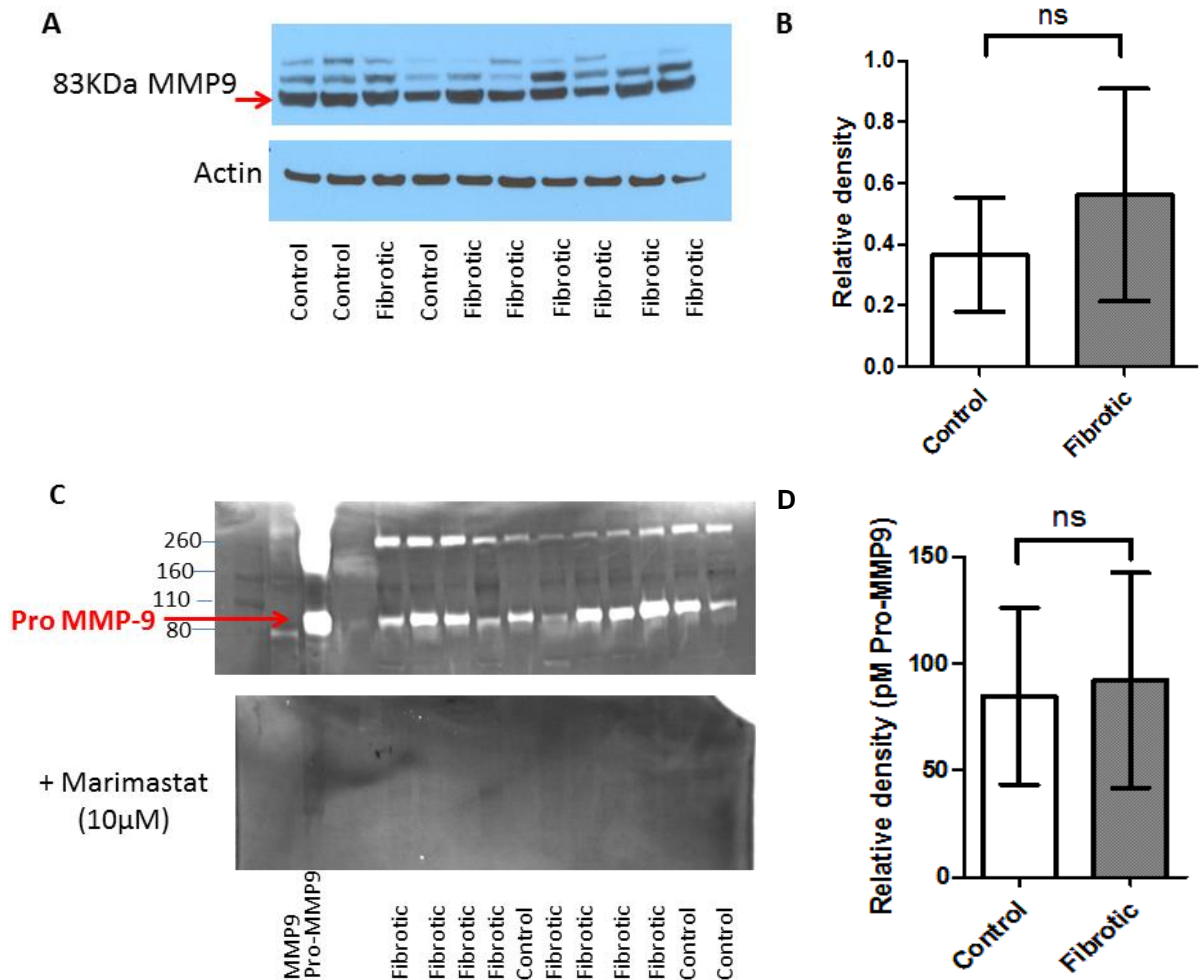 A
83KDa MMP9
Actin
Control
Control
Fibrotic
Control
Fibrotic
Fibrotic
Fibrotic
Fibrotic
Fibrotic
Fibrotic
B
ns
Relative density
1.0
0.8
0.6
0.4
0.2
0.0
Control
Fibrotic
C
260
160
110
80
Pro MMP-9
+ Marimastat
(10µM)
MMP9
Pro-MMP9
Fibrotic
Fibrotic
Fibrotic
Fibrotic
Control
Fibrotic
Fibrotic
Fibrotic
Fibrotic
Control
Control
D
ns
Relative density (pM Pro-MMP9)
150
100
50
0
Control
Fibrotic